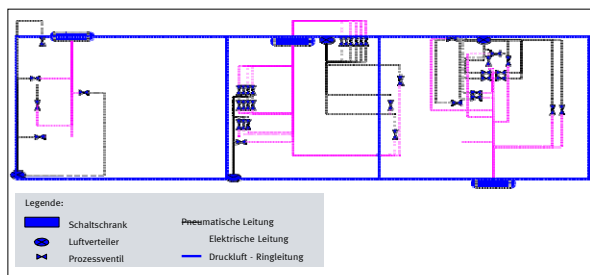 Legende:
Schaltschrank
Luftverteiler
Prozessventil
Pneumatische Leitung
Elektrische Leitung
Druckluft - Ringleitung